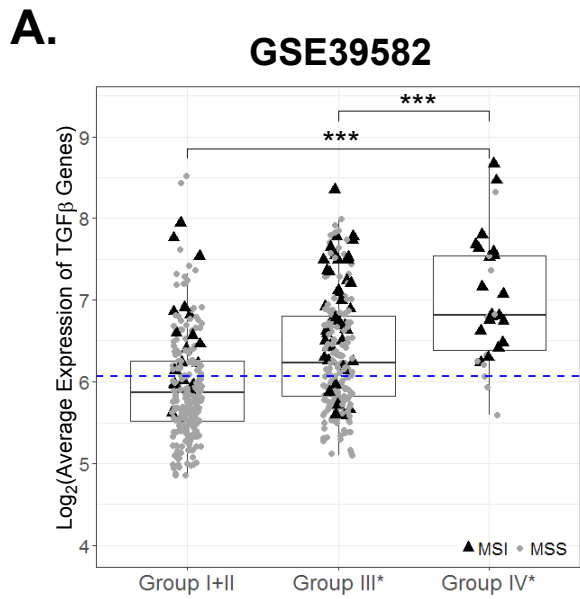 A.
GSE39582
***
***
Log2(Average Expression of TGFβ Genes)
9
8
7
6
5
4
MSI MSS
Group I+II Group III* Group IV*